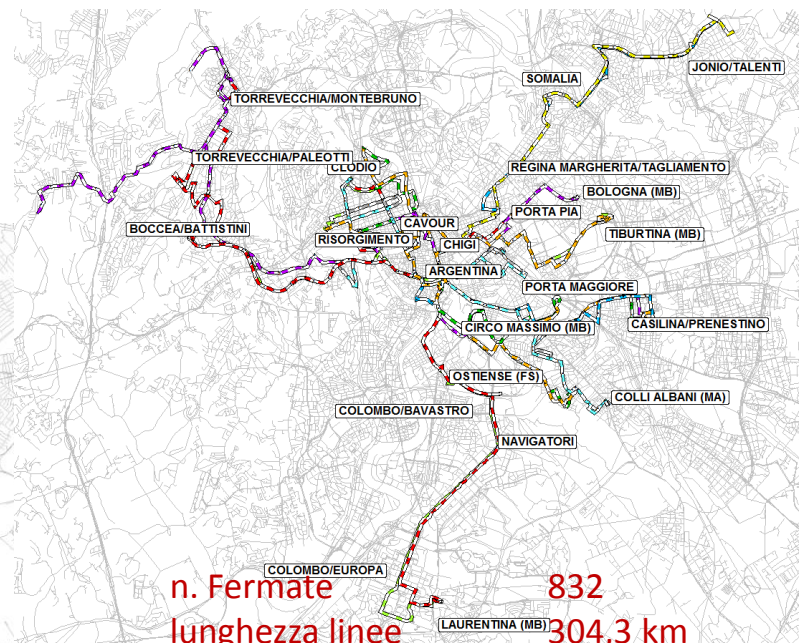 JONIO/TALENTI
SOMALIA
TORREVECCHIA/MONTEBRUNO
TORREVECCHIA/PALEOTTI
CLODIO
REGINA MARGHERITA/TAGLIAMENTO
BOLOGNA (MB)
PORTA PIA
CAVOUR
BOCCEA/BATTISTINI
RISORGIMENTO
CHIGI
TIBURTINA (MB)
ARGENTINA
PORTA MAGGIORE
CIRCO MASSIMO (MB)
CASILINA/PRENESTINO
OSTIENSE (FS)
COLLI ALBANI (MA)
COLOMBO/BAVASTRO
NAVIGATORI
COLOMBO/EUROPA
n. Fermate 832
LAURENTINA (MB)
lunghezza linee 304.3 km